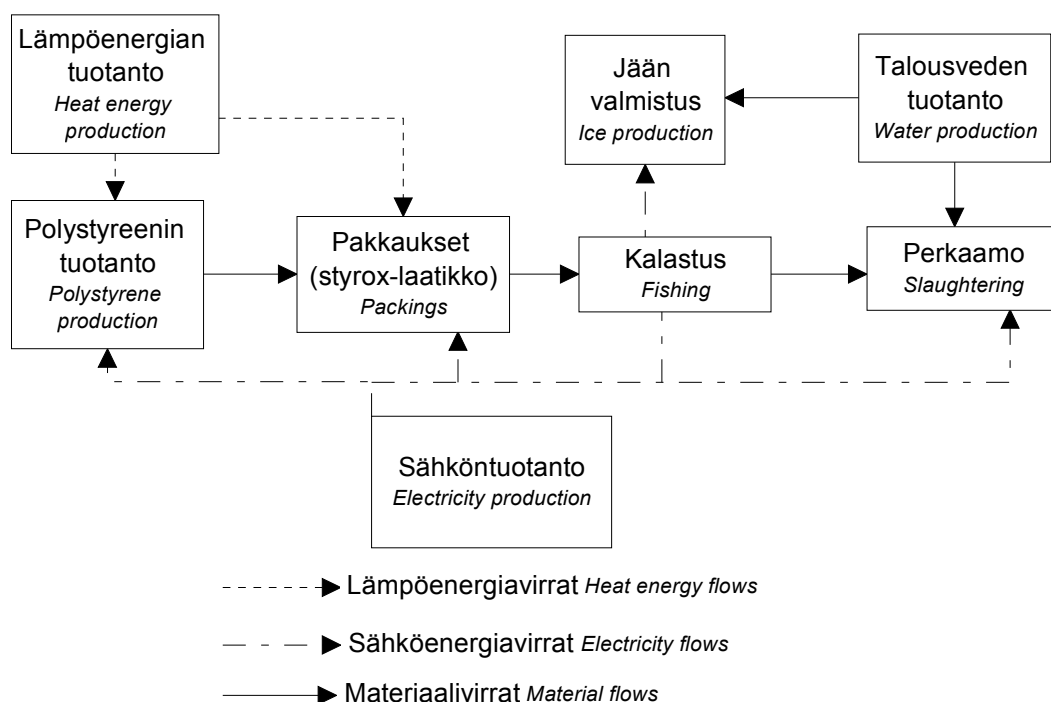 Lämpöenergian
tuotanto
Heat energy
production
Jään
valmistus
Ice production
Talousveden
tuotanto
Water production
Polystyreenin
tuotanto
Polystyrene
production
Pakkaukset
(styrox-laatikko)
Packings
Kalastus
Fishing
Perkaamo
Slaughtering
Sähköntuotanto
Electricity production
Lämpöenergiavirrat Heat energy flows
Sähköenergiavirrat Electricity flows
Materiaalivirrat Material flows